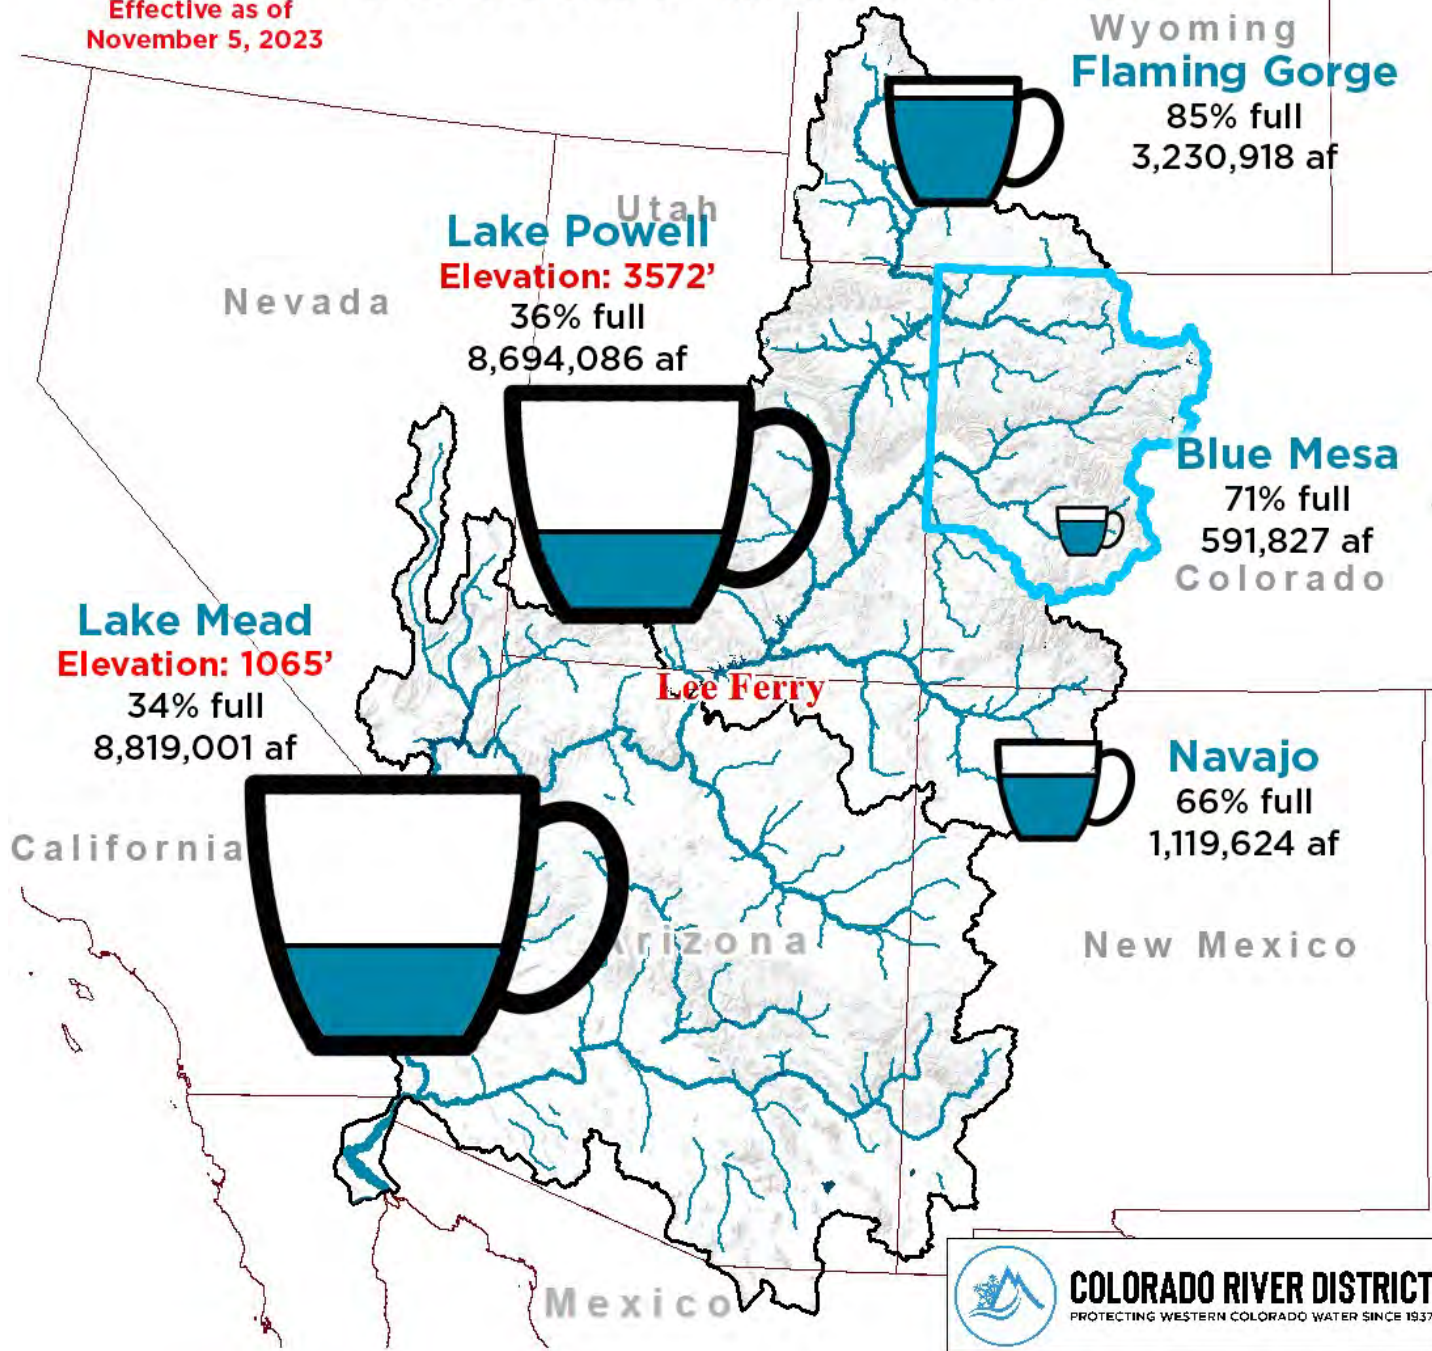 Effective as of
November 5, 2023
Wyoming
Flaming Gorge
85% full
3,230,918 af
Utah
Lake Powell
Elevation: 3572’
36% full
8,694,086 af
Nevada
Blue Mesa
71% full
591,827 af
Colorado
Lake Mead
Elevation: 1065’
34% full
8,819,001 af
Lee Ferry
Navajo
66% full
1,119,624 af
California
Arizona
New Mexico
Mexico
COLORADO RIVER DISTRICT
PROTECTING WESTERN COLORADO WATER SINCE 1937